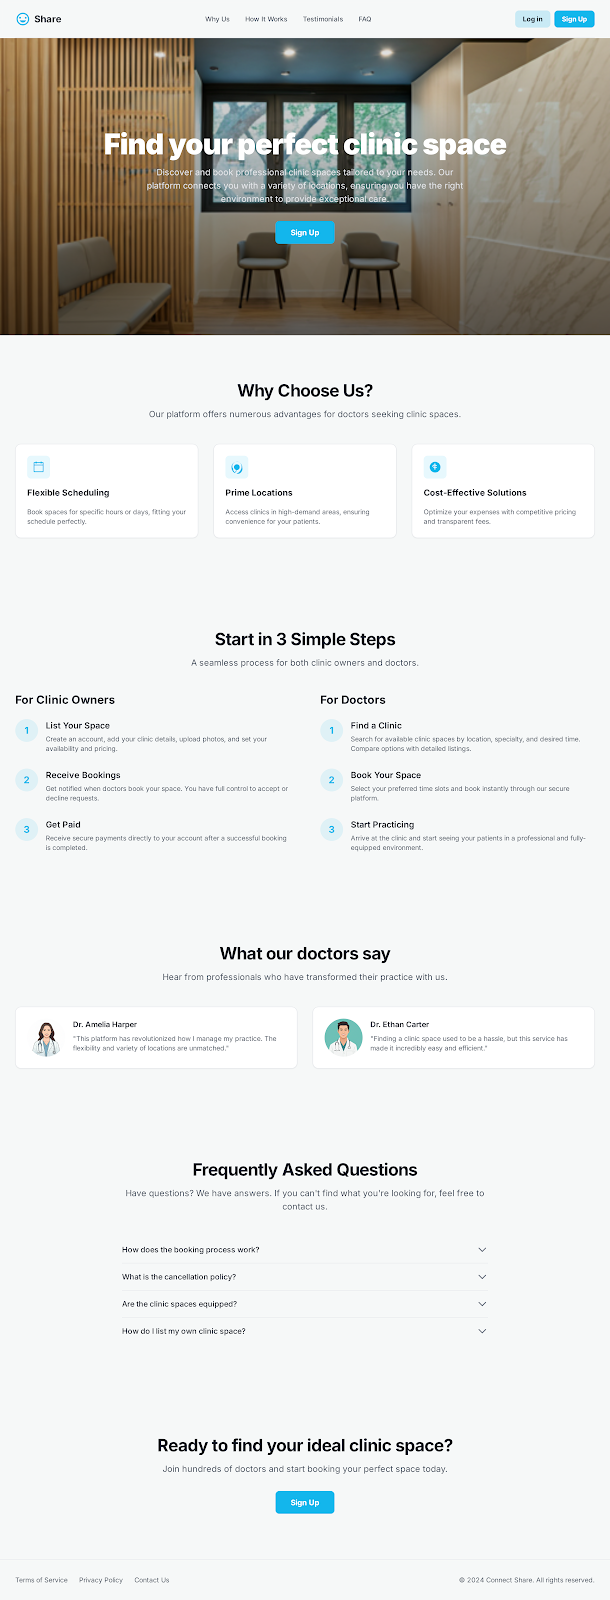 Share
Why Us
How It Works
Testimonials
FAQ
Log in
Sign Up
Find your perfect clinic space
Discover and book professional clinic spaces tailored to your needs. Our
platform connects you with a variety of locations, ensuring you have the right
environment to provide exceptional care.
Sign Up
Why Choose Us?
Our platform offers numerous advantages for doctors seeking clinic spaces.
Flexible Scheduling
Book spaces for specific hours or days, fitting your
schedule perfectly.
Prime Locations
Access clinics in high-demand areas, ensuring
convenience for your patients.
Cost-Effective Solutions
Optimize your expenses with competitive pricing
and transparent fees.
Start in 3 Simple Steps
A seamless process for both clinic owners and doctors.
For Clinic Owners
1
List Your Space
Create an account, add your clinic details, upload photos, and set your
availability and pricing.
2
Receive Bookings
Get notified when doctors book your space. You have full control to accept or
decline requests.
3
Get Paid
Receive secure payments directly to your account after a successful booking
is completed.
For Doctors
1
Find a Clinic
Search for available clinic spaces by location, specialty, and desired time.
Compare options with detailed listings.
2
Book Your Space
Select your preferred time slots and book instantly through our secure
platform.
3
Start Practicing
Arrive at the clinic and start seeing your patients in a professional and fully-
equipped environment.
What our doctors say
Hear from professionals who have transformed their practice with us.
Dr. Amelia Harper
"This platform has revolutionized how I manage my practice. The
flexibility and variety of locations are unmatched."
Dr. Ethan Carter
"Finding a clinic space used to be a hassle, but this service has
made it incredibly easy and efficient."
Frequently Asked Questions
Have questions? We have answers. If you can't find what you're looking for, feel free to
contact us.
How does the booking process work?
What is the cancellation policy?
Are the clinic spaces equipped?
How do I list my own clinic space?
Ready to find your ideal clinic space?
Join hundreds of doctors and start booking your perfect space today.
Sign Up
Terms of Service
Privacy Policy
Contact Us
© 2024 Connect Share. All rights reserved.